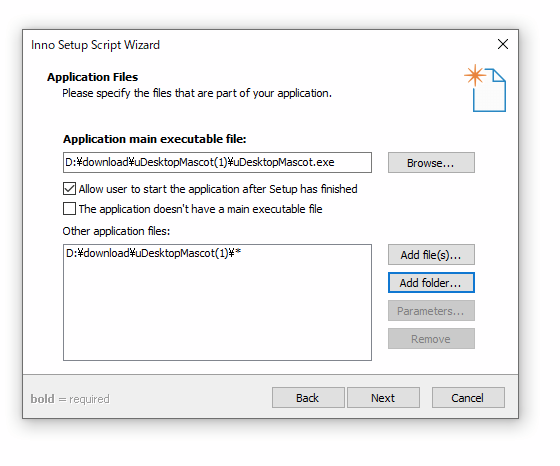 Inno Setup Script Wizard
Application Files
Please specify the files that are part of your application.
Application main executable file:
D:¥download¥uDesktopMascot(1)¥uDesktopMascot.exe
Browse...
Allow user to start the application after Setup has finished
The application doesn't have a main executable file
Other application files:
D:¥download¥uDesktopMascot(1)¥*
Add file(s)...
Add folder...
Parameters...
Remove
bold = required
Back
Next
Cancel